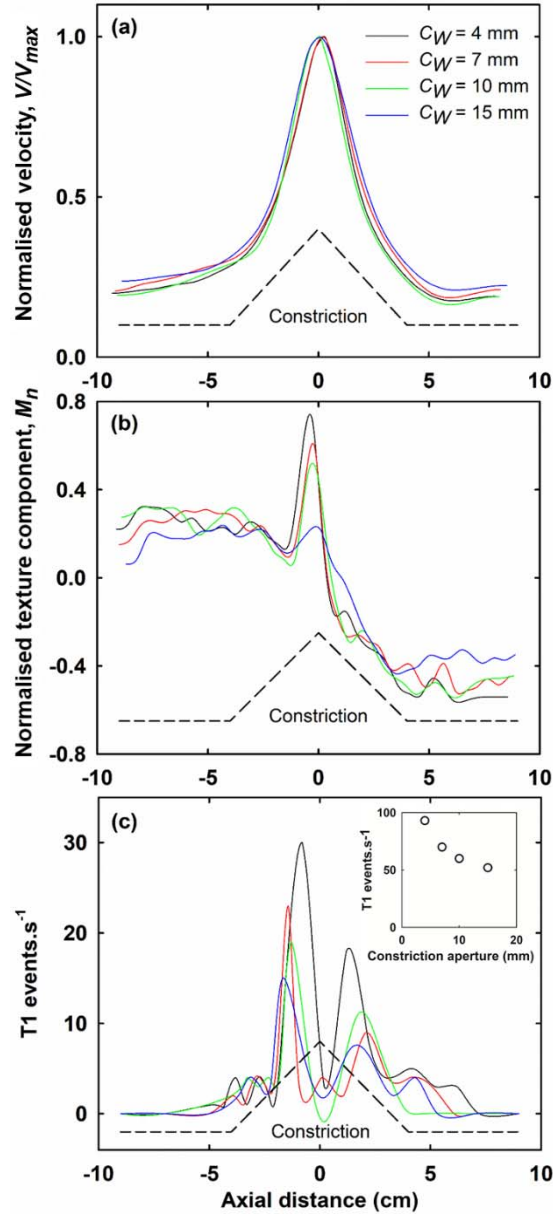 (a)
C_W = 4 mm
C_W = 7 mm
C_W = 10 mm
C_W = 15 mm
Normalised velocity, V/V_max
1.0
0.5
0.0
Constriction
-10 -5 0 5 10
(b)
Normalised texture component, M_n
0.8
0.4
0.0
-0.4
-0.8
Constriction
-10 -5 0 5 10
(c)
T1 events.s⁻¹
30
20
10
0
T1 events.s⁻¹
100
50
0
0 10 20
Constriction aperture (mm)
Constriction
-10 -5 0 5 10
Axial distance (cm)